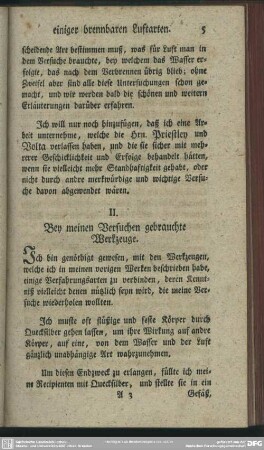 einiger brennbaren Luftarten. 5
scheidende Art bestimmen muß, was für Luft man in
dem Versuche brauchte, bey welchem das Wasser er-
folgte, das nach dem Verbrennen übrig blieb; ohne
Zweifel aber sind alle diese Untersuchungen schon ge-
macht, und wir werden bald die schönen und weitern
Erläuterungen darüber erfahren.
Ich will nur noch hinzufügen, daß ich eine Ar-
beit unternehme, welche die Hrn. Priestley und
Volta verlassen haben, und die sie sicher mit meh-
rerer Geschicklichkeit und Erfolge behandelt hätten,
wenn sie vielleicht mehr Standhaftigkeit gehabt, oder
nicht durch andre merkwürdige und wichtige Versu-
che davon abgewendet wären.
II.
Bey meinen Versuchen gebrauchte
Werkzeuge.
Ich bin genöthigt gewesen, mit den Werkzeugen,
welche ich in meinen vorigen Werken beschrieben habe,
einige Verfahrungsarten zu verbinden, deren Kennt-
niß vielleicht denen nützlich seyn wird, die meine Ver-
suche wiederholen wollten.
Ich mußte oft flüßige und feste Körper durch
Quecksilber gehen lassen, um ihre Wirkung auf andre
Körper, auf eine, von dem Wasser und der Luft
gänzlich unabhängige Art wahrzunehmen.
Um diesen Endzweck zu erlangen, füllte ich mei-
nen Recipienten mit Quecksilber, und stellte sie in ein
A 3 Gefäß,